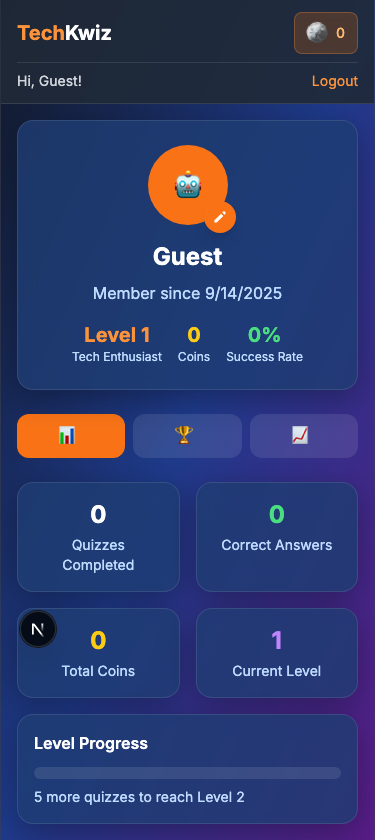 TechKwiz
0
Hi, Guest!
Logout
Guest
Member since 9/14/2025
Level 1
Tech Enthusiast
0
Coins
0%
Success Rate
0
Quizzes
Completed
0
Correct Answers
N
0
Total Coins
1
Current Level
Level Progress
5 more quizzes to reach Level 2